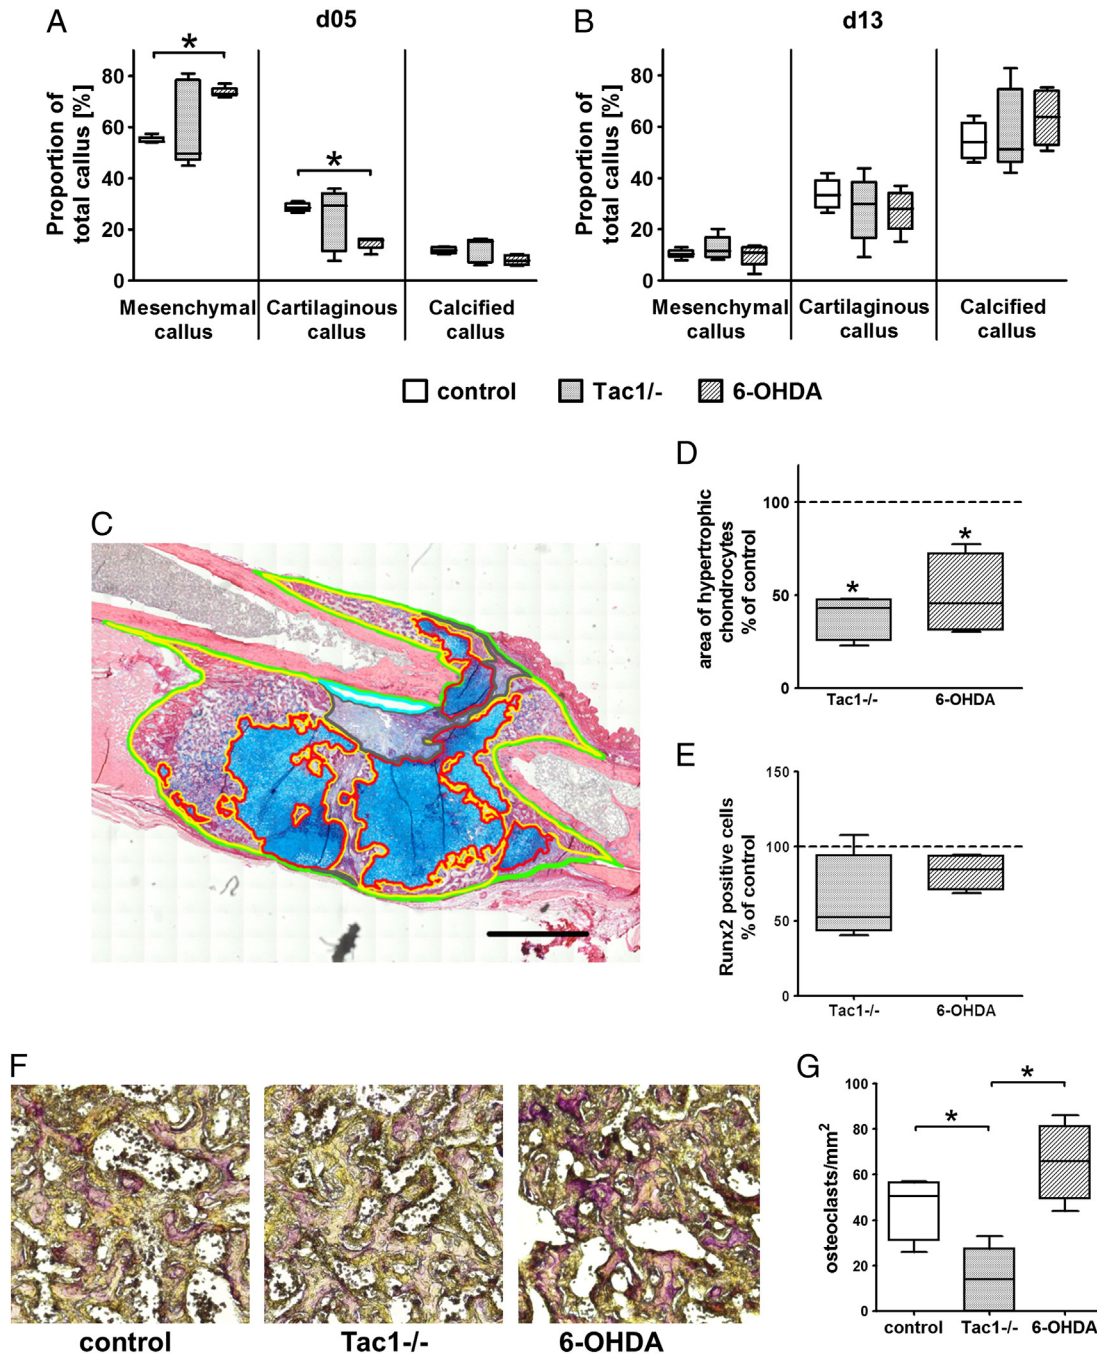 A
d05
*
*
Proportion of
total callus [%]
80
60
40
20
0
Mesenchymal
callus
Cartilaginous
callus
Calcified
callus
B
d13
Proportion of
total callus [%]
80
60
40
20
0
Mesenchymal
callus
Cartilaginous
callus
Calcified
callus
control
Tac1/-
6-OHDA
C
D
area of hypertrophic
chondrocytes
% of control
100
50
0
*
*
Tac1-/-
6-OHDA
E
Runx2 positive cells
% of control
150
100
50
0
Tac1-/-
6-OHDA
F
control
Tac1-/-
6-OHDA
G
osteoclasts/mm²
100
80
60
40
20
0
*
*
control
Tac1-/-
6-OHDA